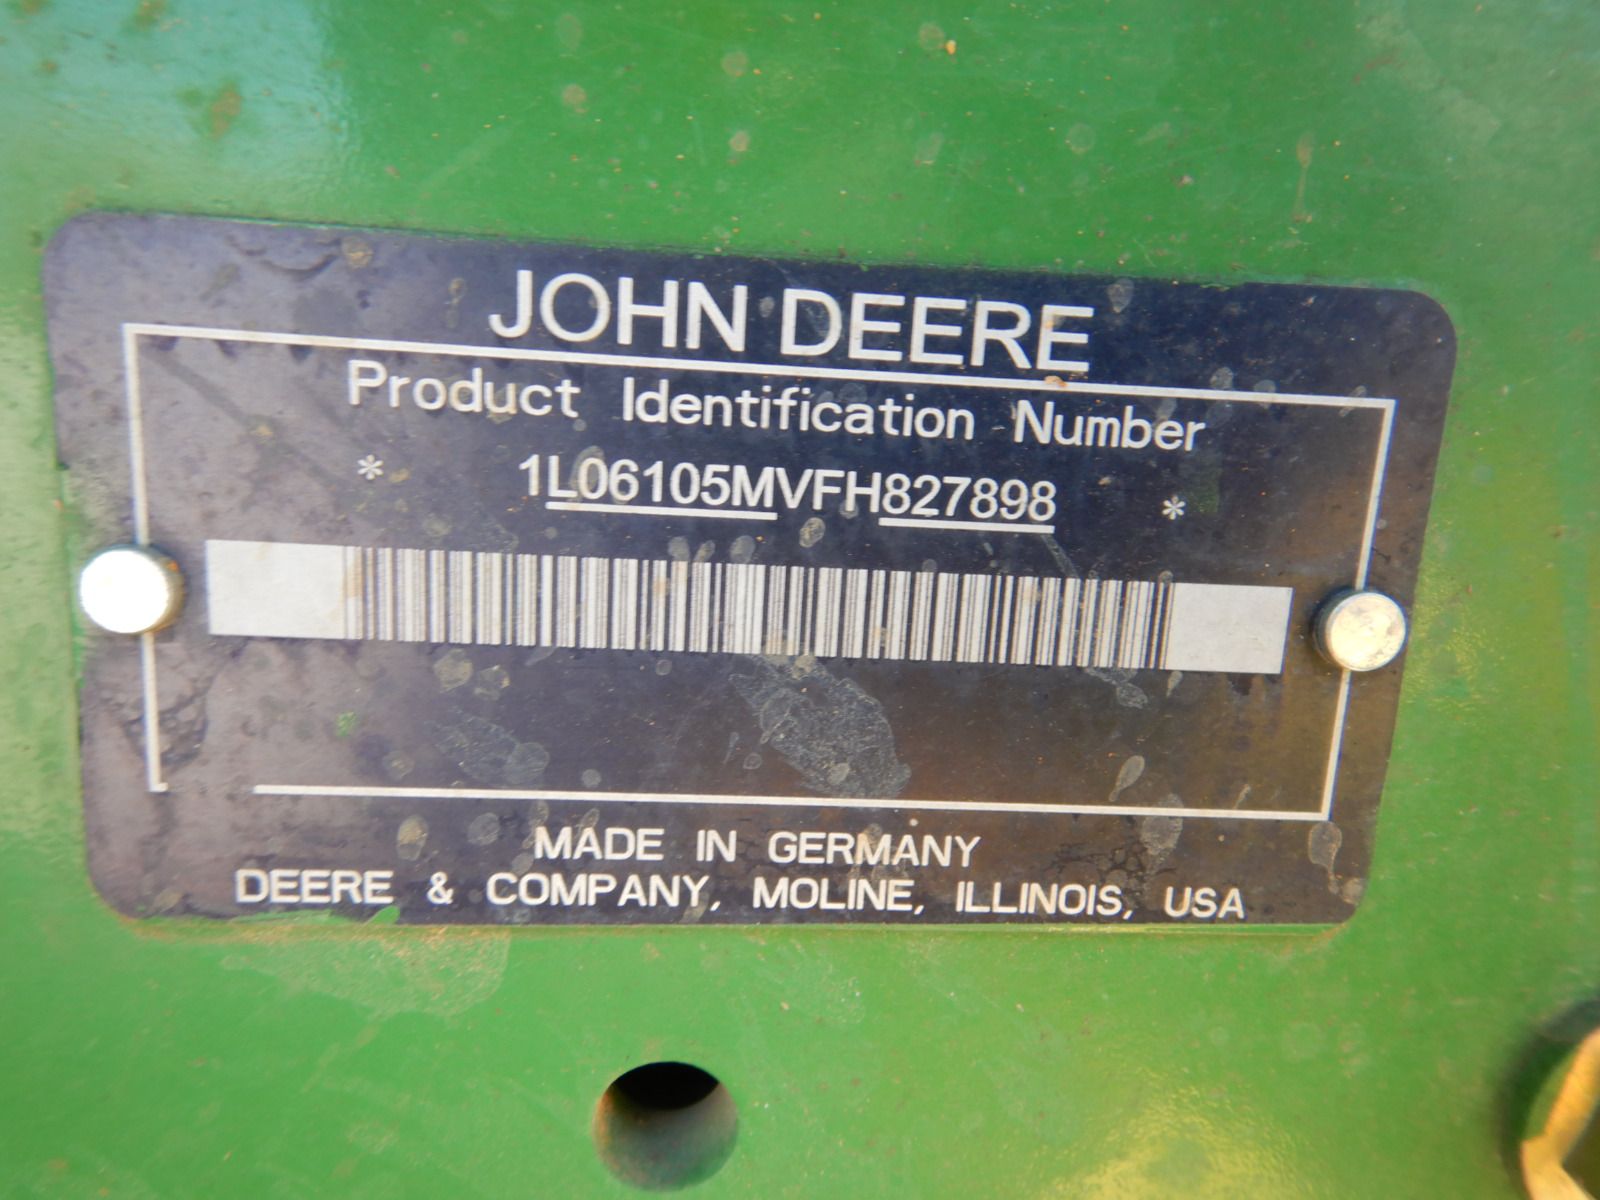 JOHN DEERE
Product Identification Number
* 1L06105MVFH827898 *
MADE IN GERMANY
DEERE & COMPANY, MOLINE, ILLINOIS, USA